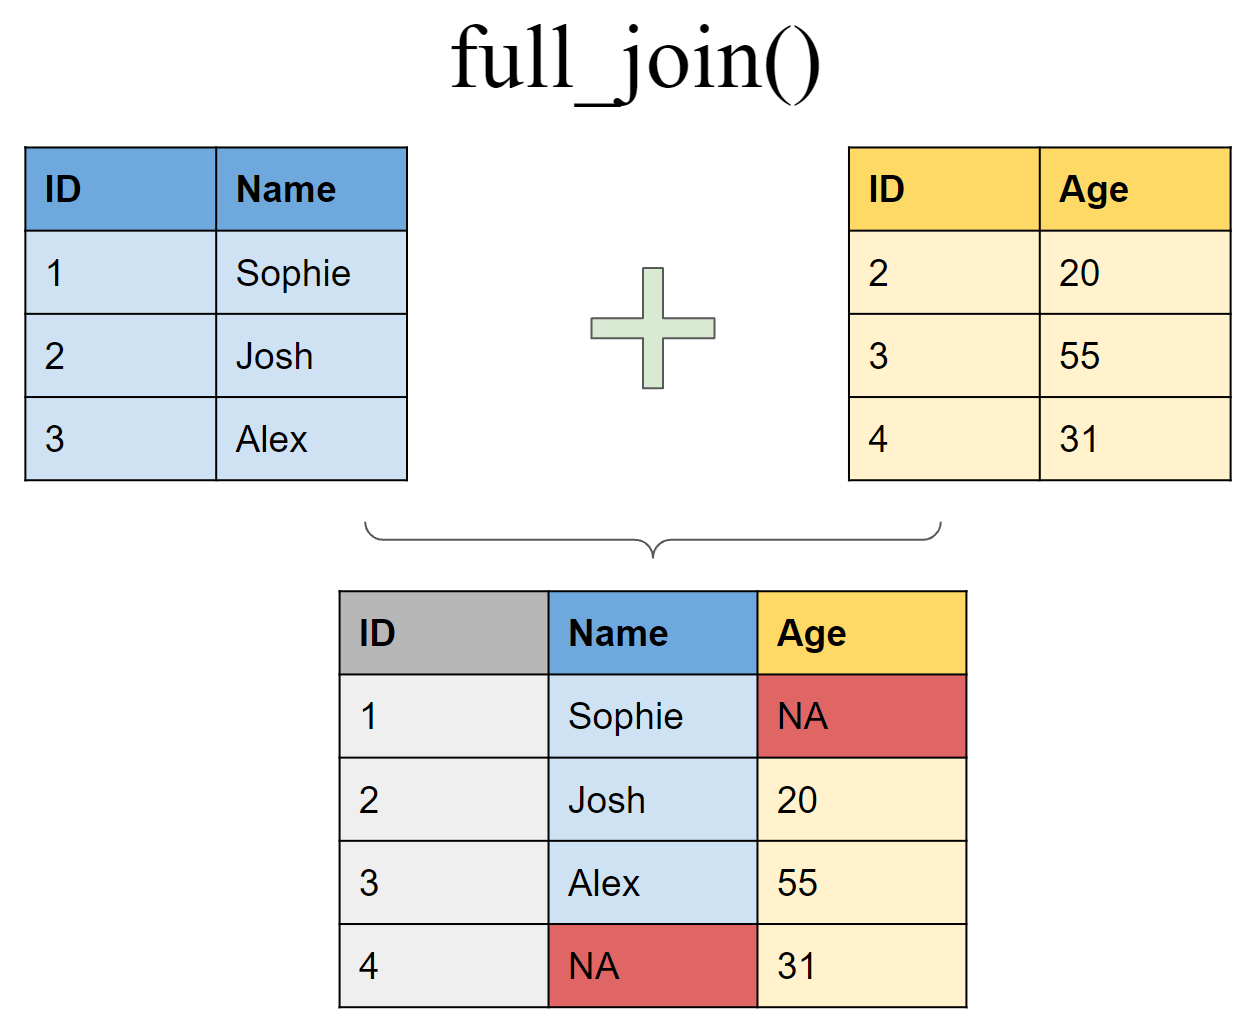 full_join()
ID Name
1 Sophie
2 Josh
3 Alex
ID Age
2 20
3 55
4 31
ID Name Age
1 Sophie NA
2 Josh 20
3 Alex 55
4 NA 31